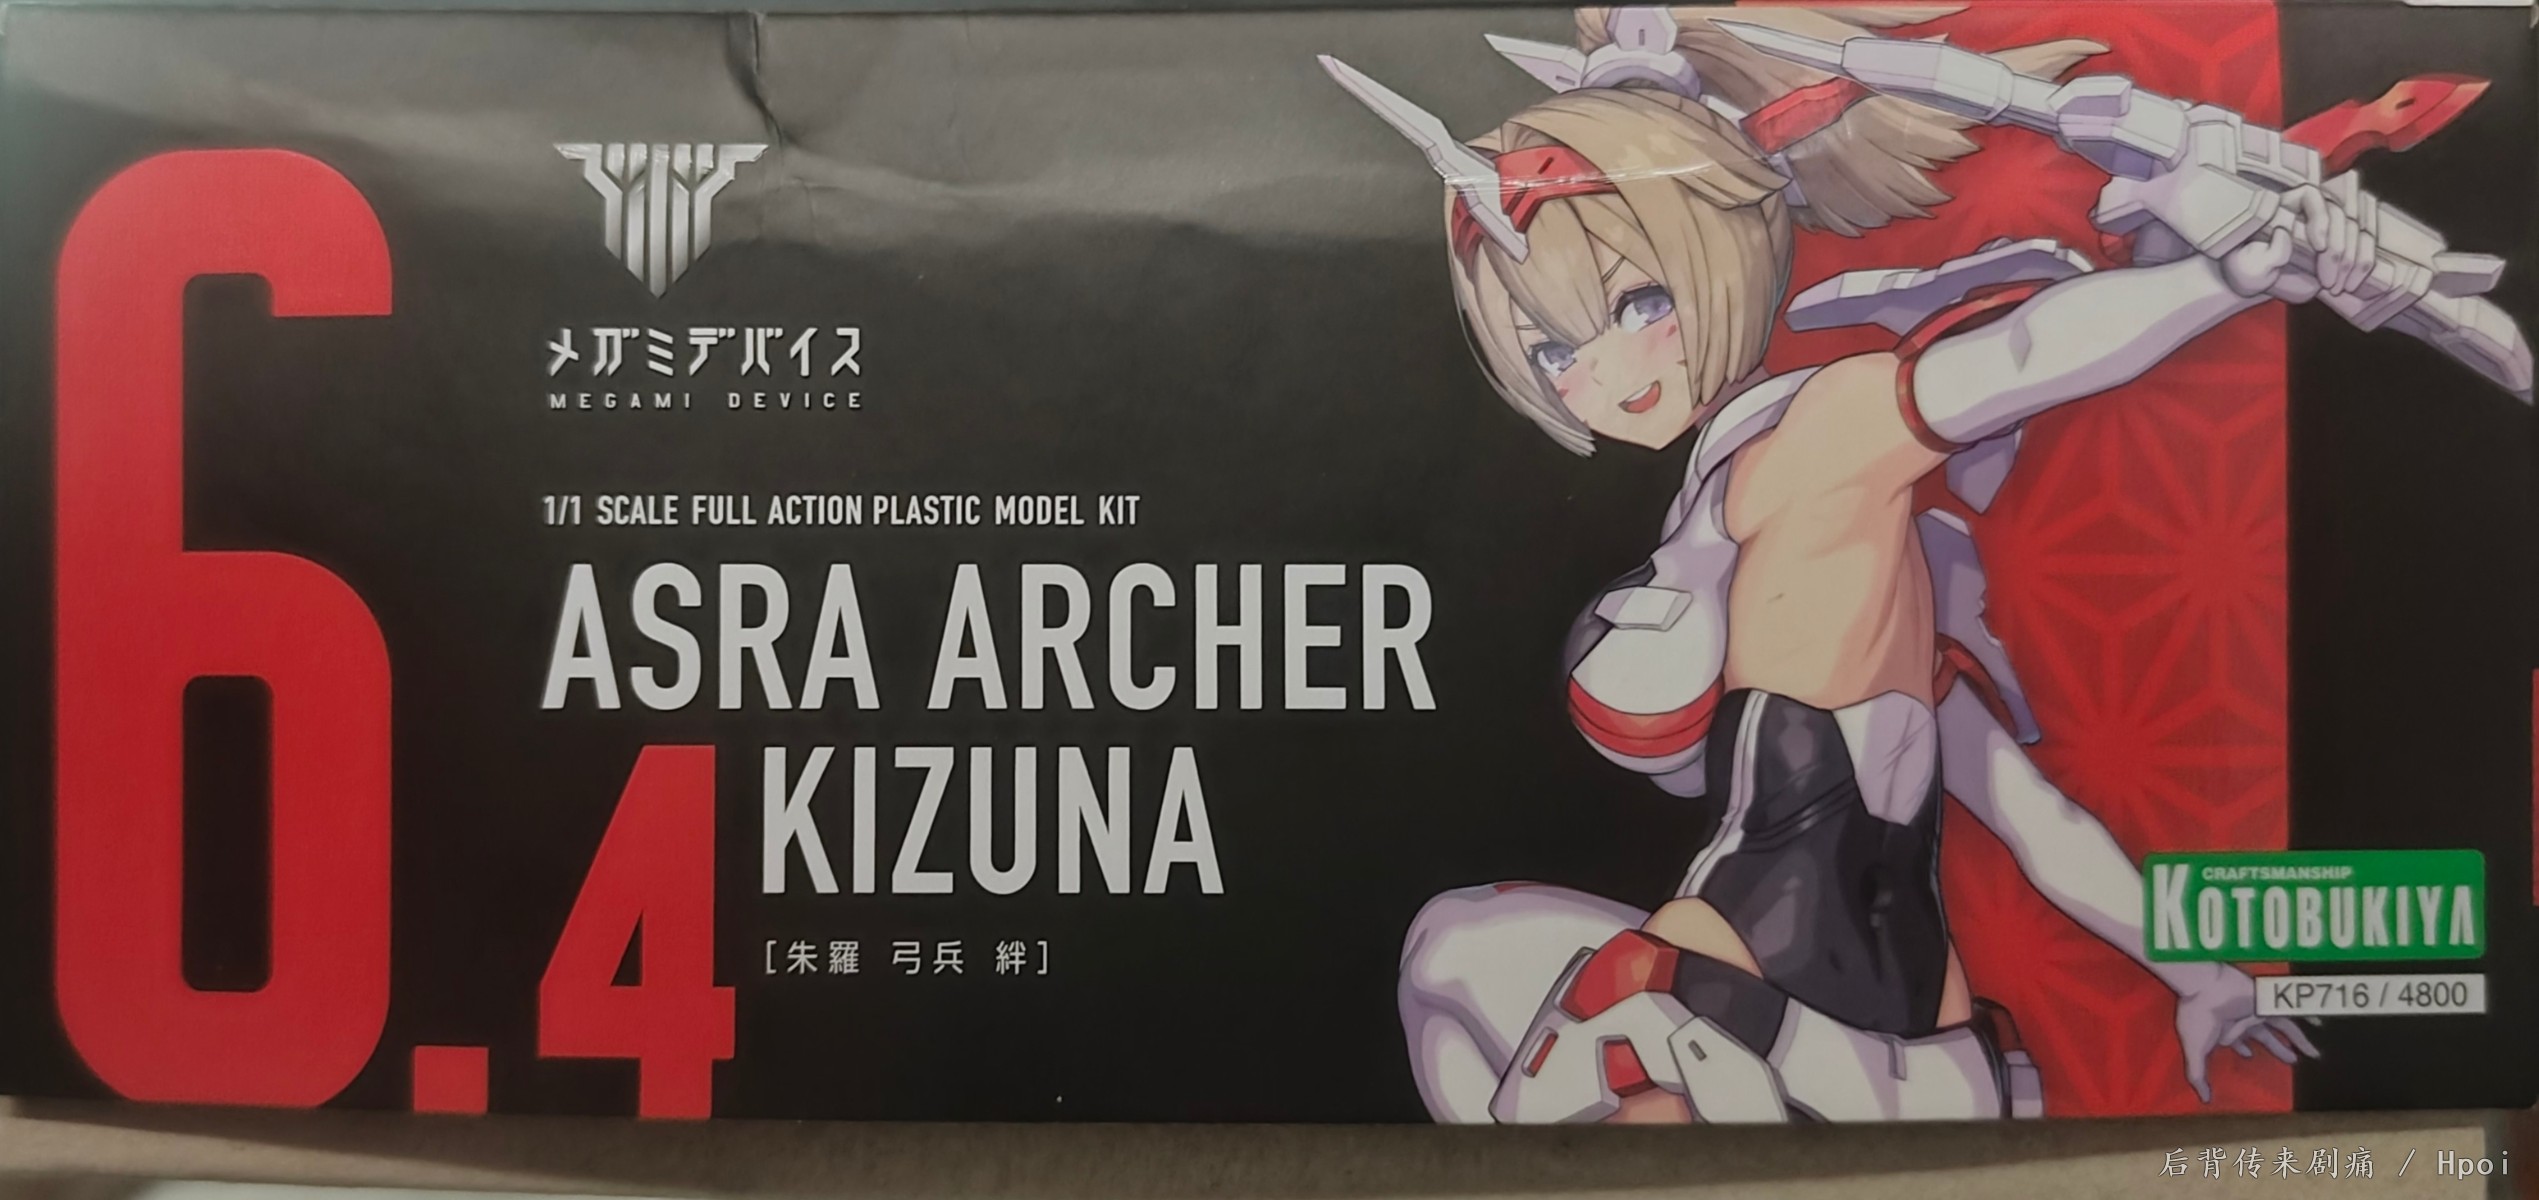 メガミデバイス
MEGAMI DEVICE
1/1 SCALE FULL ACTION PLASTIC MODEL KIT
ASRA ARCHER
6.4 KIZUNA
[朱羅 弓兵 絆]
CRAFTSMANSHIP
KOTOBUKIYA
KP716 / 4800
后背传来剧痛 / Hpoi